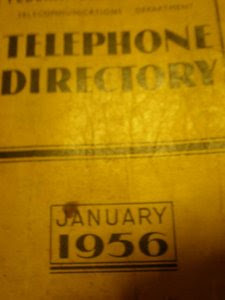 TELECOMMUNICATIONS DEPARTMENT
TELEPHONE
DIRECTORY
JANUARY
1956